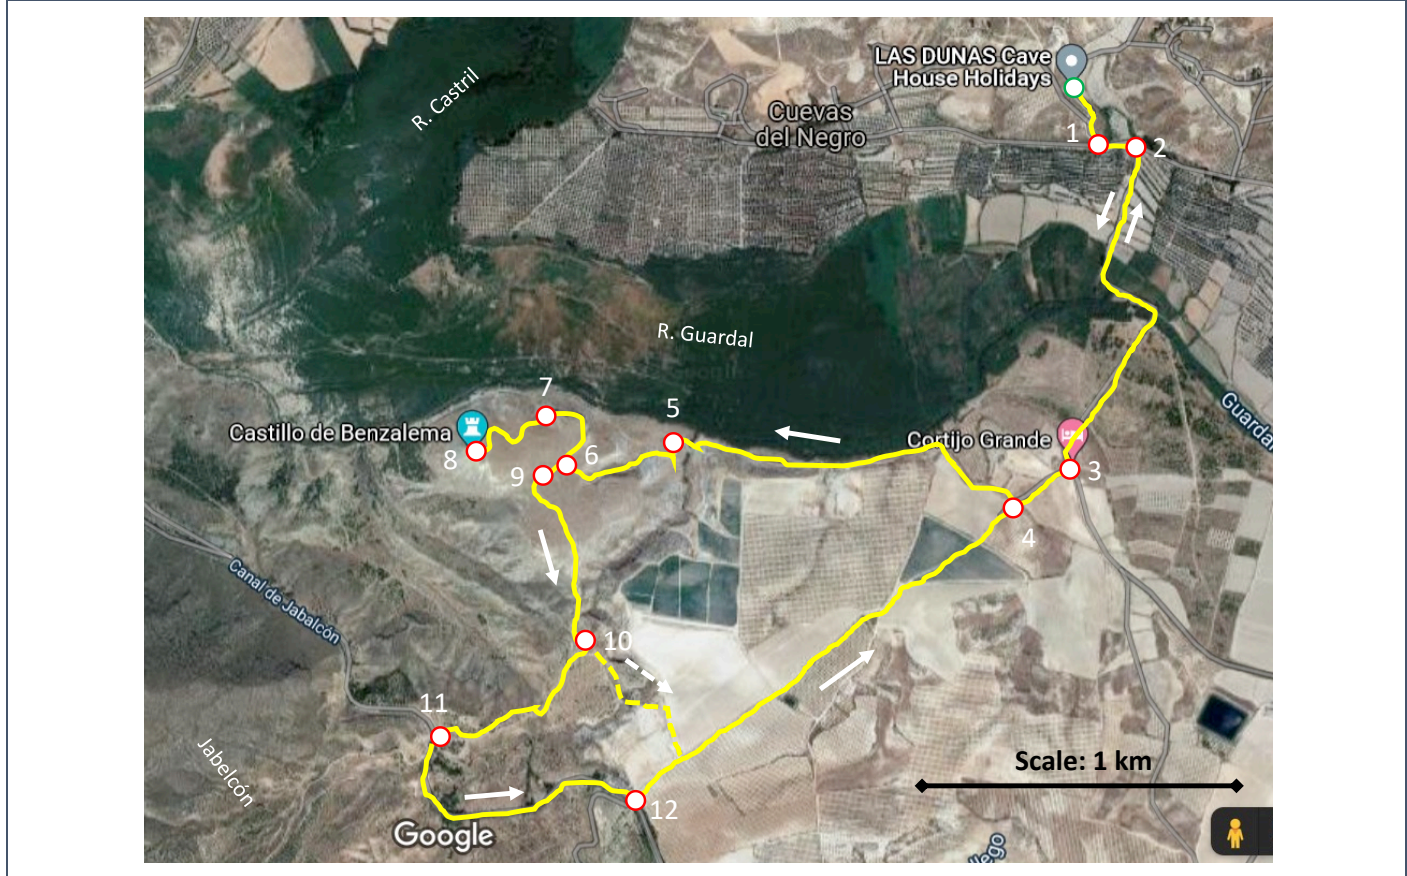 LAS DUNAS Cave
House Holidays
R. Castril
Cuevas
del Negro
1
2
R. Guardal
Guardal
7
5
Castillo de Benzalema
Cortijo Grande
8
6
9
3
4
Canal de Jabalcón
10
11
Jabelcón
Scale: 1 km
12
Google